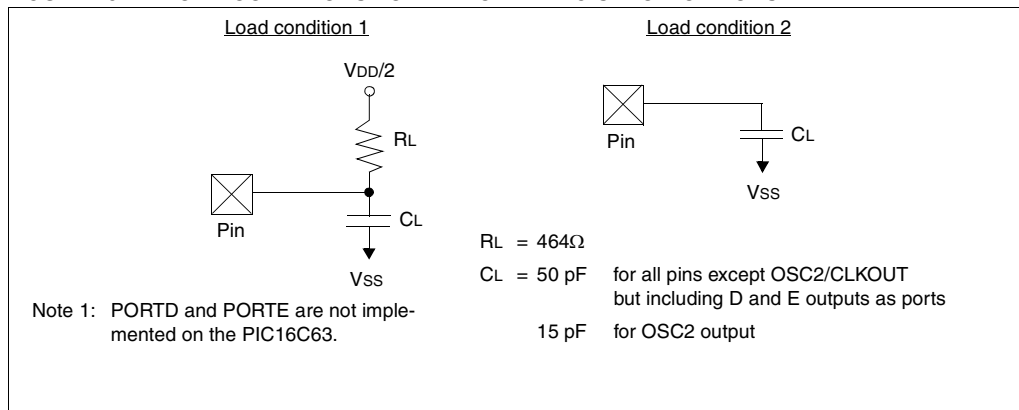 Load condition 1
VDD/2
RL
Pin
CL
VSS
Note 1: PORTD and PORTE are not imple-
mented on the PIC16C63.
Load condition 2
Pin
CL
VSS
RL = 464Ω
CL = 50 pF for all pins except OSC2/CLKOUT
but including D and E outputs as ports
15 pF for OSC2 output